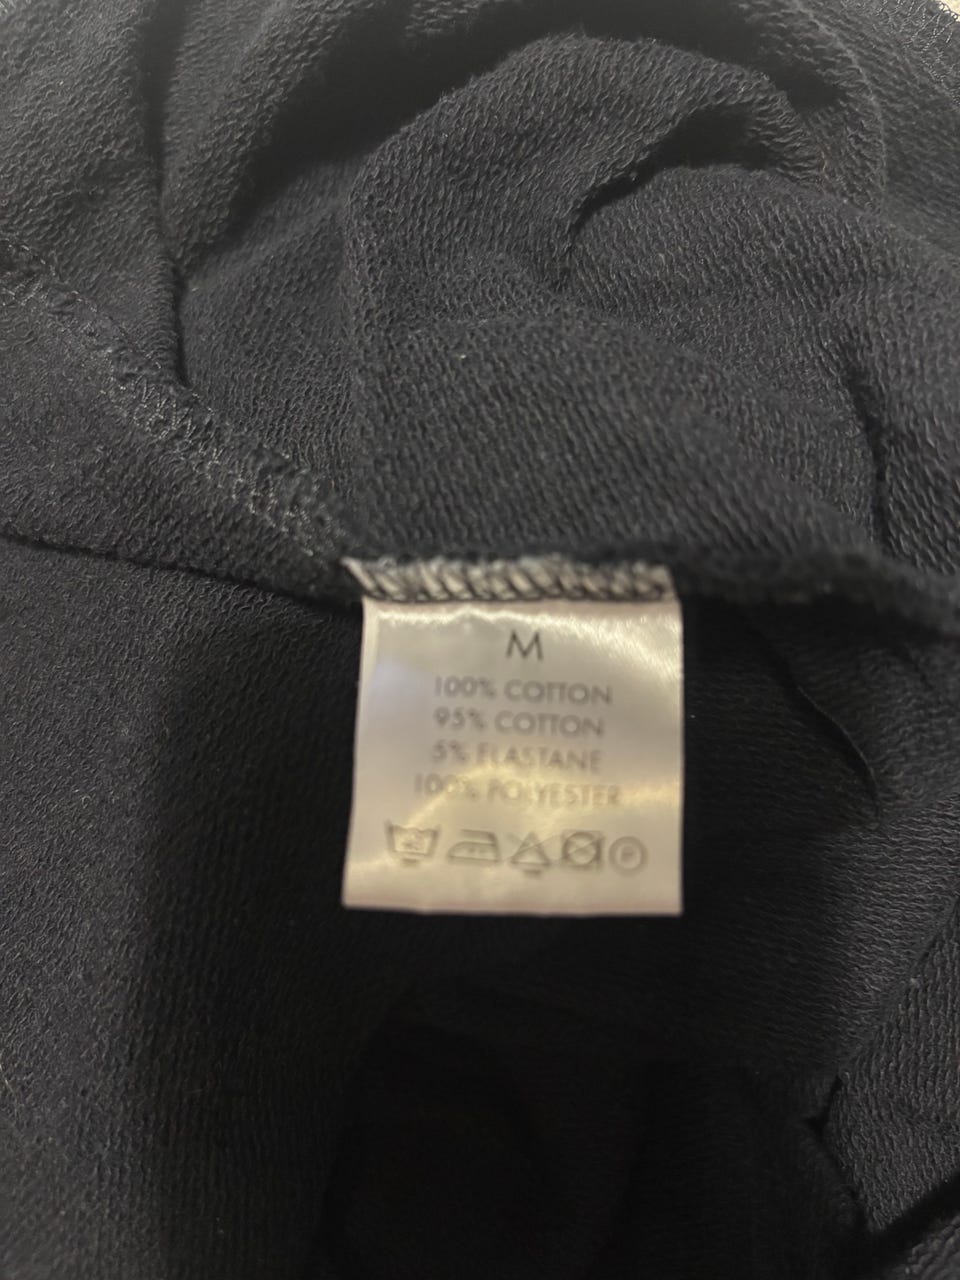 M
100% COTTON
95% COTTON
5% ELASTANE
100% POLYESTER
P